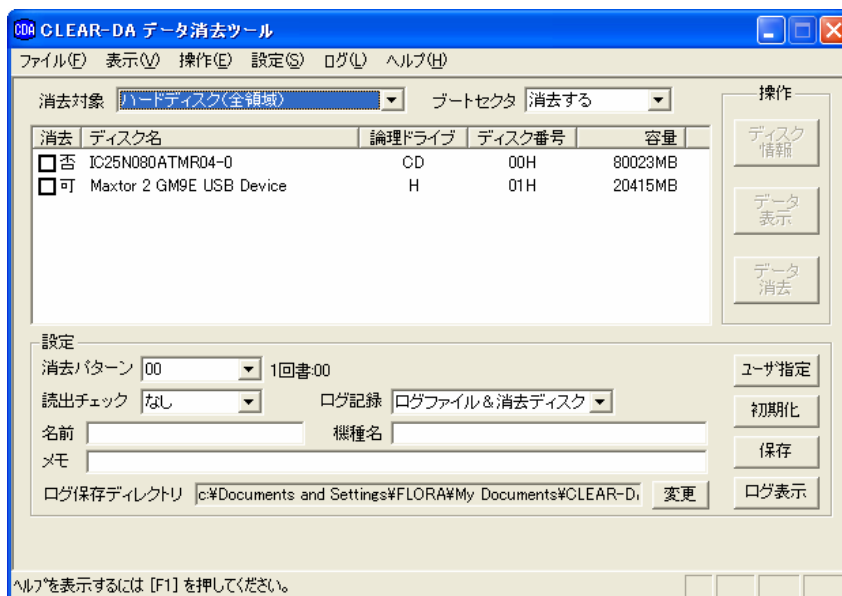 CDA CLEAR-DA データ消去ツール
ファイル(F) 表示(V) 操作(E) 設定(S) ログ(L) ヘルプ(H)
消去対象 ハードディスク(全領域) ブートセクタ 消去する
操作
消去 ディスク名 論理ドライブ ディスク番号 容量
否 IC25N080ATMR04-0 CD 00H 80023MB
可 Maxtor 2 GM9E USB Device H 01H 20415MB
ディスク情報
データ表示
データ消去
設定
消去パターン 00 1回書:00
読出チェック なし ログ記録 ログファイル&消去ディスク
名前 機種名
メモ
ログ保存ディレクトリ c:¥Documents and Settings¥FLORA¥My Documents¥CLEAR-D 変更
ユーザ指定
初期化
保存
ログ表示
ヘルプを表示するには [F1] を押してください。